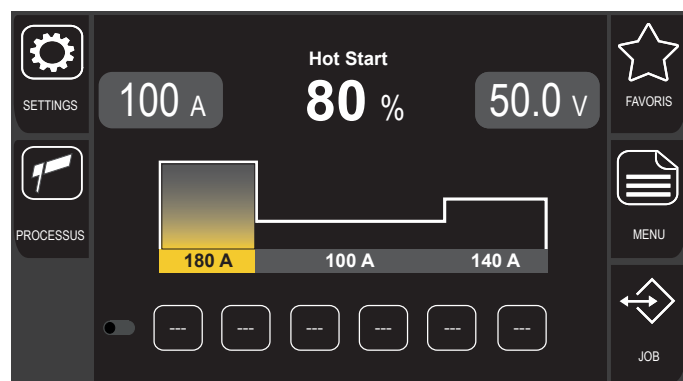 SETTINGS
PROCESSUS
Hot Start
100 A
80 %
50.0 V
180 A
100 A
140 A
---
---
---
---
---
---
FAVORIS
MENU
JOB